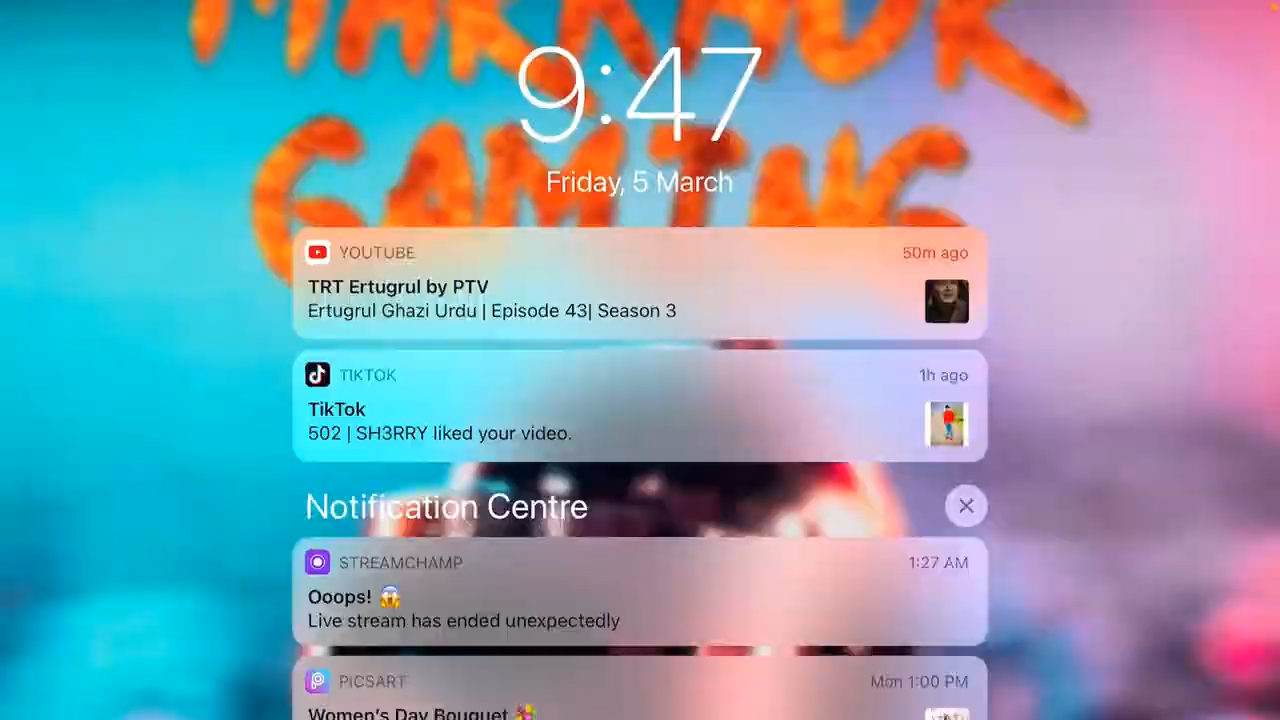 MARKHOR
9:47
GAMING
Friday, 5 March
YOUTUBE
50m ago
TRT Ertugrul by PTV
Ertugrul Ghazi Urdu | Episode 43| Season 3
TIKTOK
1h ago
TikTok
502 | SH3RRY liked your video.
Notification Centre
STREAMCHAMP
1:27 AM
Ooops! 😱
Live stream has ended unexpectedly
PICSART
Mon 1:00 PM
Women's Day Bouquet 💐